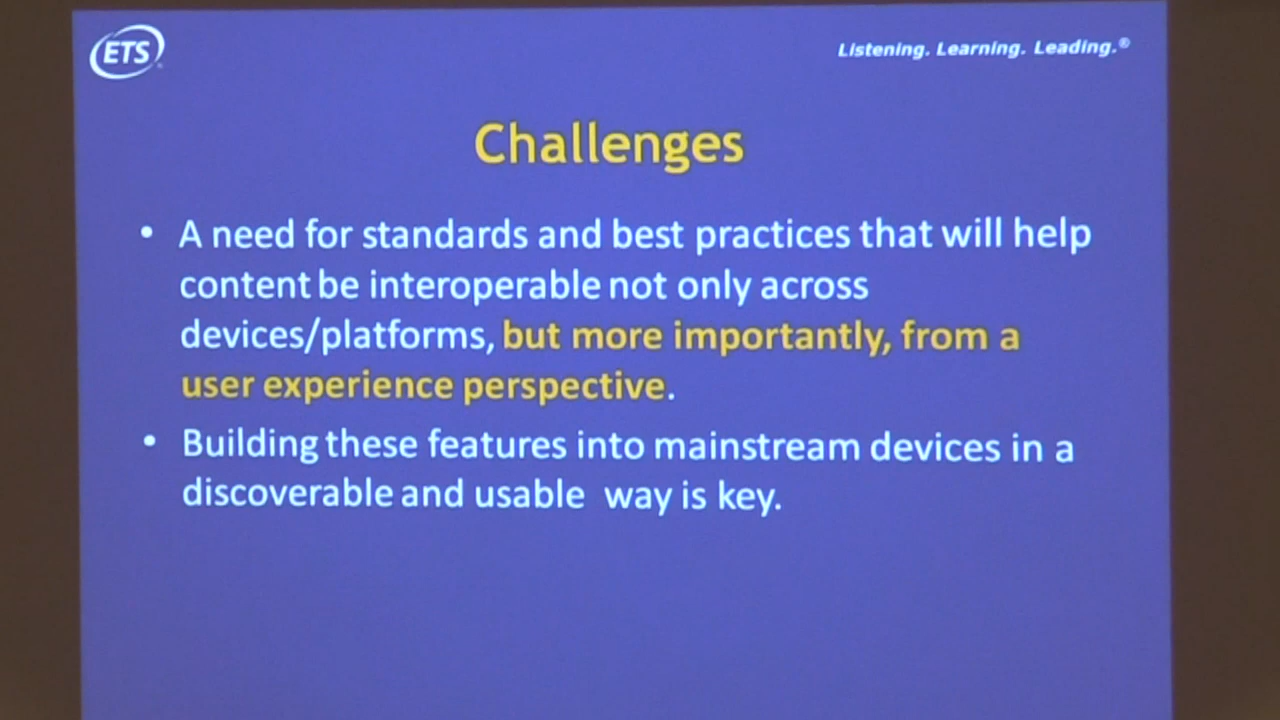 ETS
Listening. Learning. Leading.®
Challenges
• A need for standards and best practices that will help
content be interoperable not only across
devices/platforms, but more importantly, from a
user experience perspective.
• Building these features into mainstream devices in a
discoverable and usable way is key.